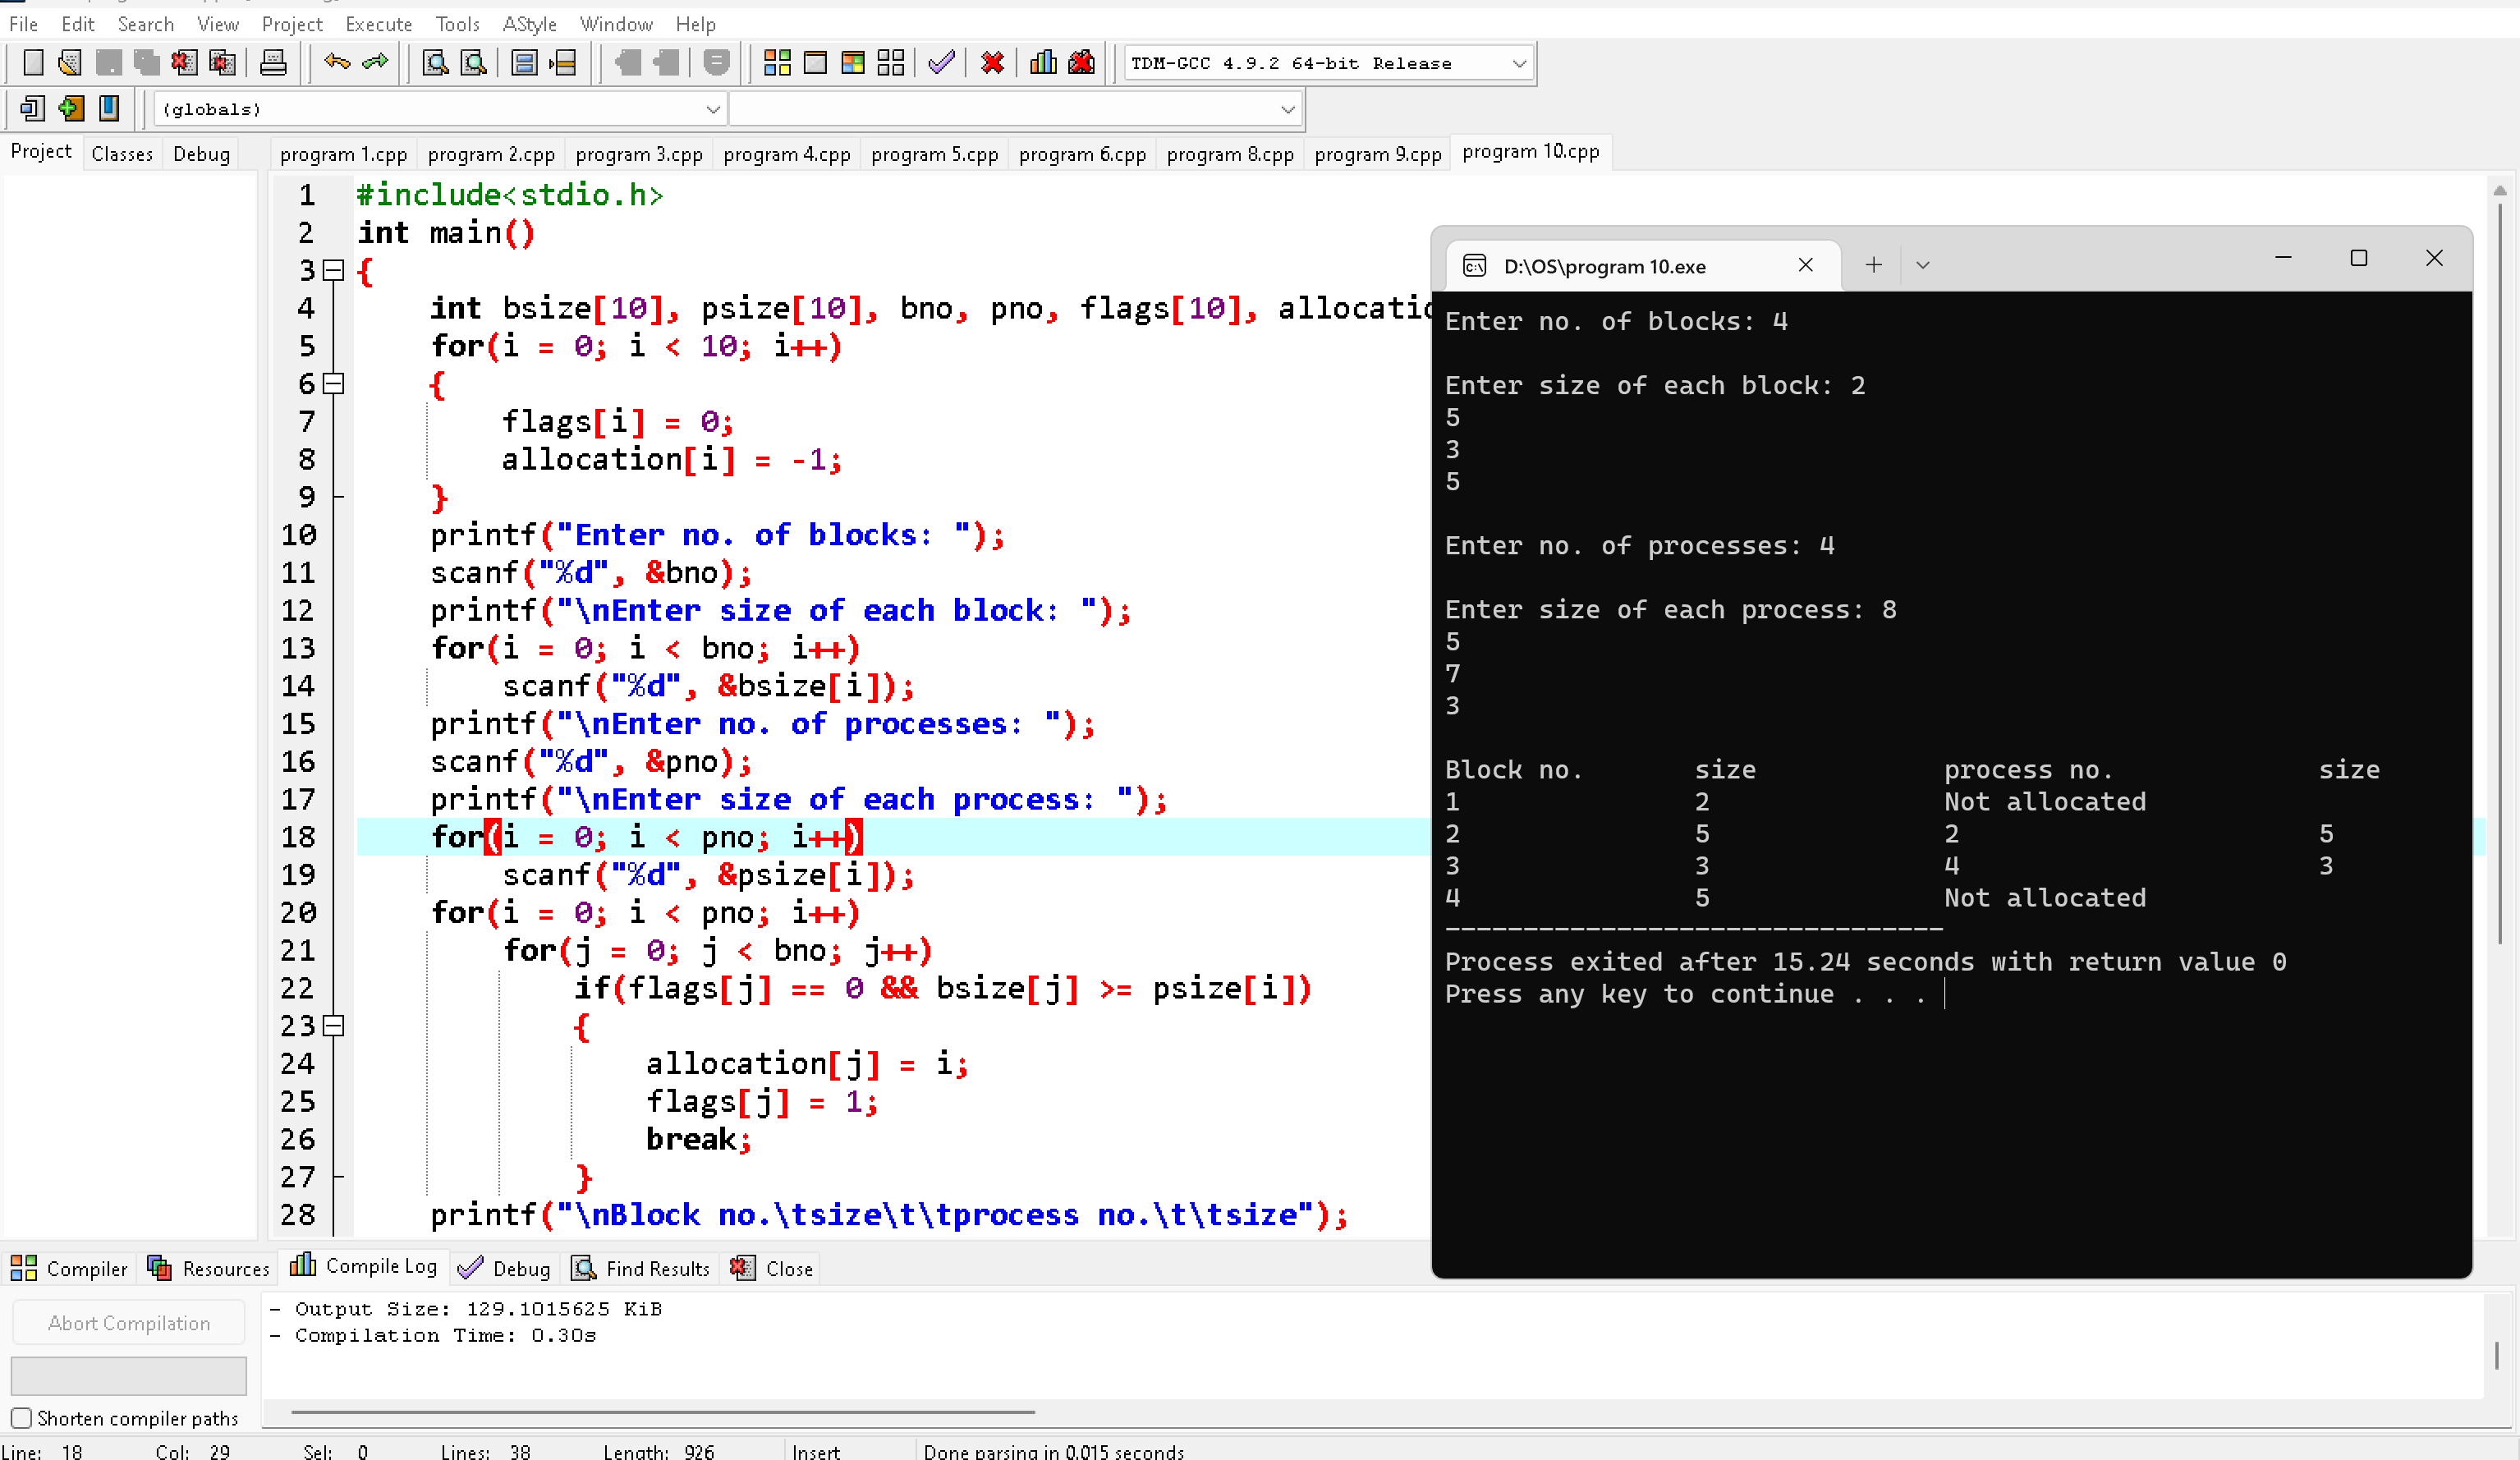 File Edit Search View Project Execute Tools AStyle Window Help
TDM-GCC 4.9.2 64-bit Release
(globals)
Project Classes Debug
program 1.cpp program 2.cpp program 3.cpp program 4.cpp program 5.cpp program 6.cpp program 8.cpp program 9.cpp program 10.cpp
1 #include<stdio.h>
2 int main()
3 {
4 int bsize[10], psize[10], bno, pno, flags[10], allocatio
5 for(i = 0; i < 10; i++)
6 {
7 flags[i] = 0;
8 allocation[i] = -1;
9 }
10 printf("Enter no. of blocks: ");
11 scanf("%d", &bno);
12 printf("\nEnter size of each block: ");
13 for(i = 0; i < bno; i++)
14 scanf("%d", &bsize[i]);
15 printf("\nEnter no. of processes: ");
16 scanf("%d", &pno);
17 printf("\nEnter size of each process: ");
18 for(i = 0; i < pno; i++)
19 scanf("%d", &psize[i]);
20 for(i = 0; i < pno; i++)
21 for(j = 0; j < bno; j++)
22 if(flags[j] == 0 && bsize[j] >= psize[i])
23 {
24 allocation[j] = i;
25 flags[j] = 1;
26 break;
27 }
28 printf("\nBlock no.\tsize\t\tprocess no.\t\tsize");
D:\OS\program 10.exe
Enter no. of blocks: 4
Enter size of each block: 2
5
3
5
Enter no. of processes: 4
Enter size of each process: 8
5
7
3
Block no. size process no. size
1 2 Not allocated
2 5 2 5
3 3 4 3
4 5 Not allocated
--------------------------------
Process exited after 15.24 seconds with return value 0
Press any key to continue . . .
Compiler Resources Compile Log Debug Find Results Close
Abort Compilation
- Output Size: 129.1015625 KiB
- Compilation Time: 0.30s
Shorten compiler paths
Line: 18 Col: 29 Sel: 0 Lines: 38 Length: 926 Insert Done parsing in 0.015 seconds